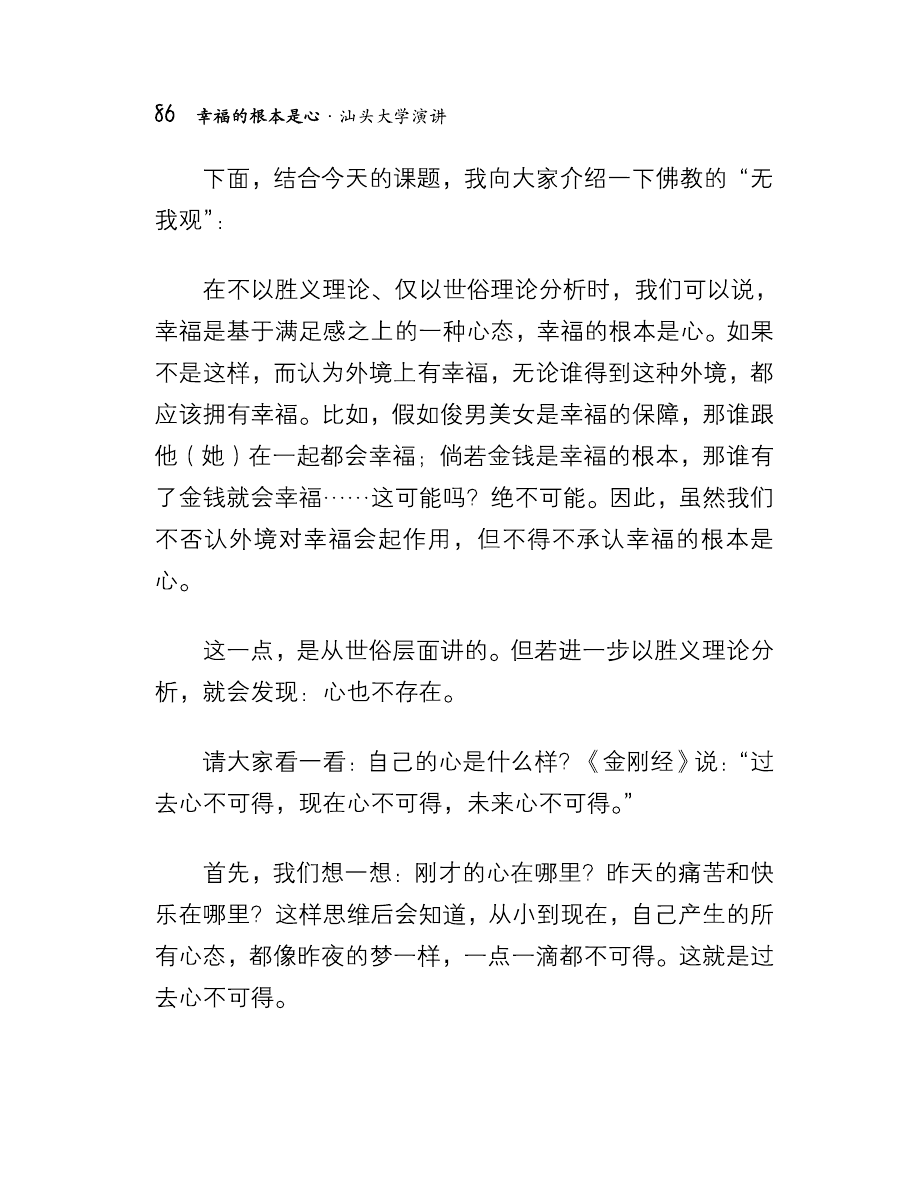 86 幸福的根本是心·汕头大学演讲
下面，结合今天的课题，我向大家介绍一下佛教的“无
我观”：
在不以胜义理论、仅以世俗理论分析时，我们可以说，
幸福是基于满足感之上的一种心态，幸福的根本是心。如果
不是这样，而认为外境上有幸福，无论谁得到这种外境，都
应该拥有幸福。比如，假如俊男美女是幸福的保障，那谁跟
他（她）在一起都会幸福；倘若金钱是幸福的根本，那谁有
了金钱就会幸福……这可能吗？绝不可能。因此，虽然我们
不否认外境对幸福会起作用，但不得不承认幸福的根本是
心。
这一点，是从世俗层面讲的。但若进一步以胜义理论分
析，就会发现：心也不存在。
请大家看一看：自己的心是什么样？《金刚经》说：“过
去心不可得，现在心不可得，未来心不可得。”
首先，我们想一想：刚才的心在哪里？昨天的痛苦和快
乐在哪里？这样思维后会知道，从小到现在，自己产生的所
有心态，都像昨夜的梦一样，一点一滴都不可得。这就是过
去心不可得。